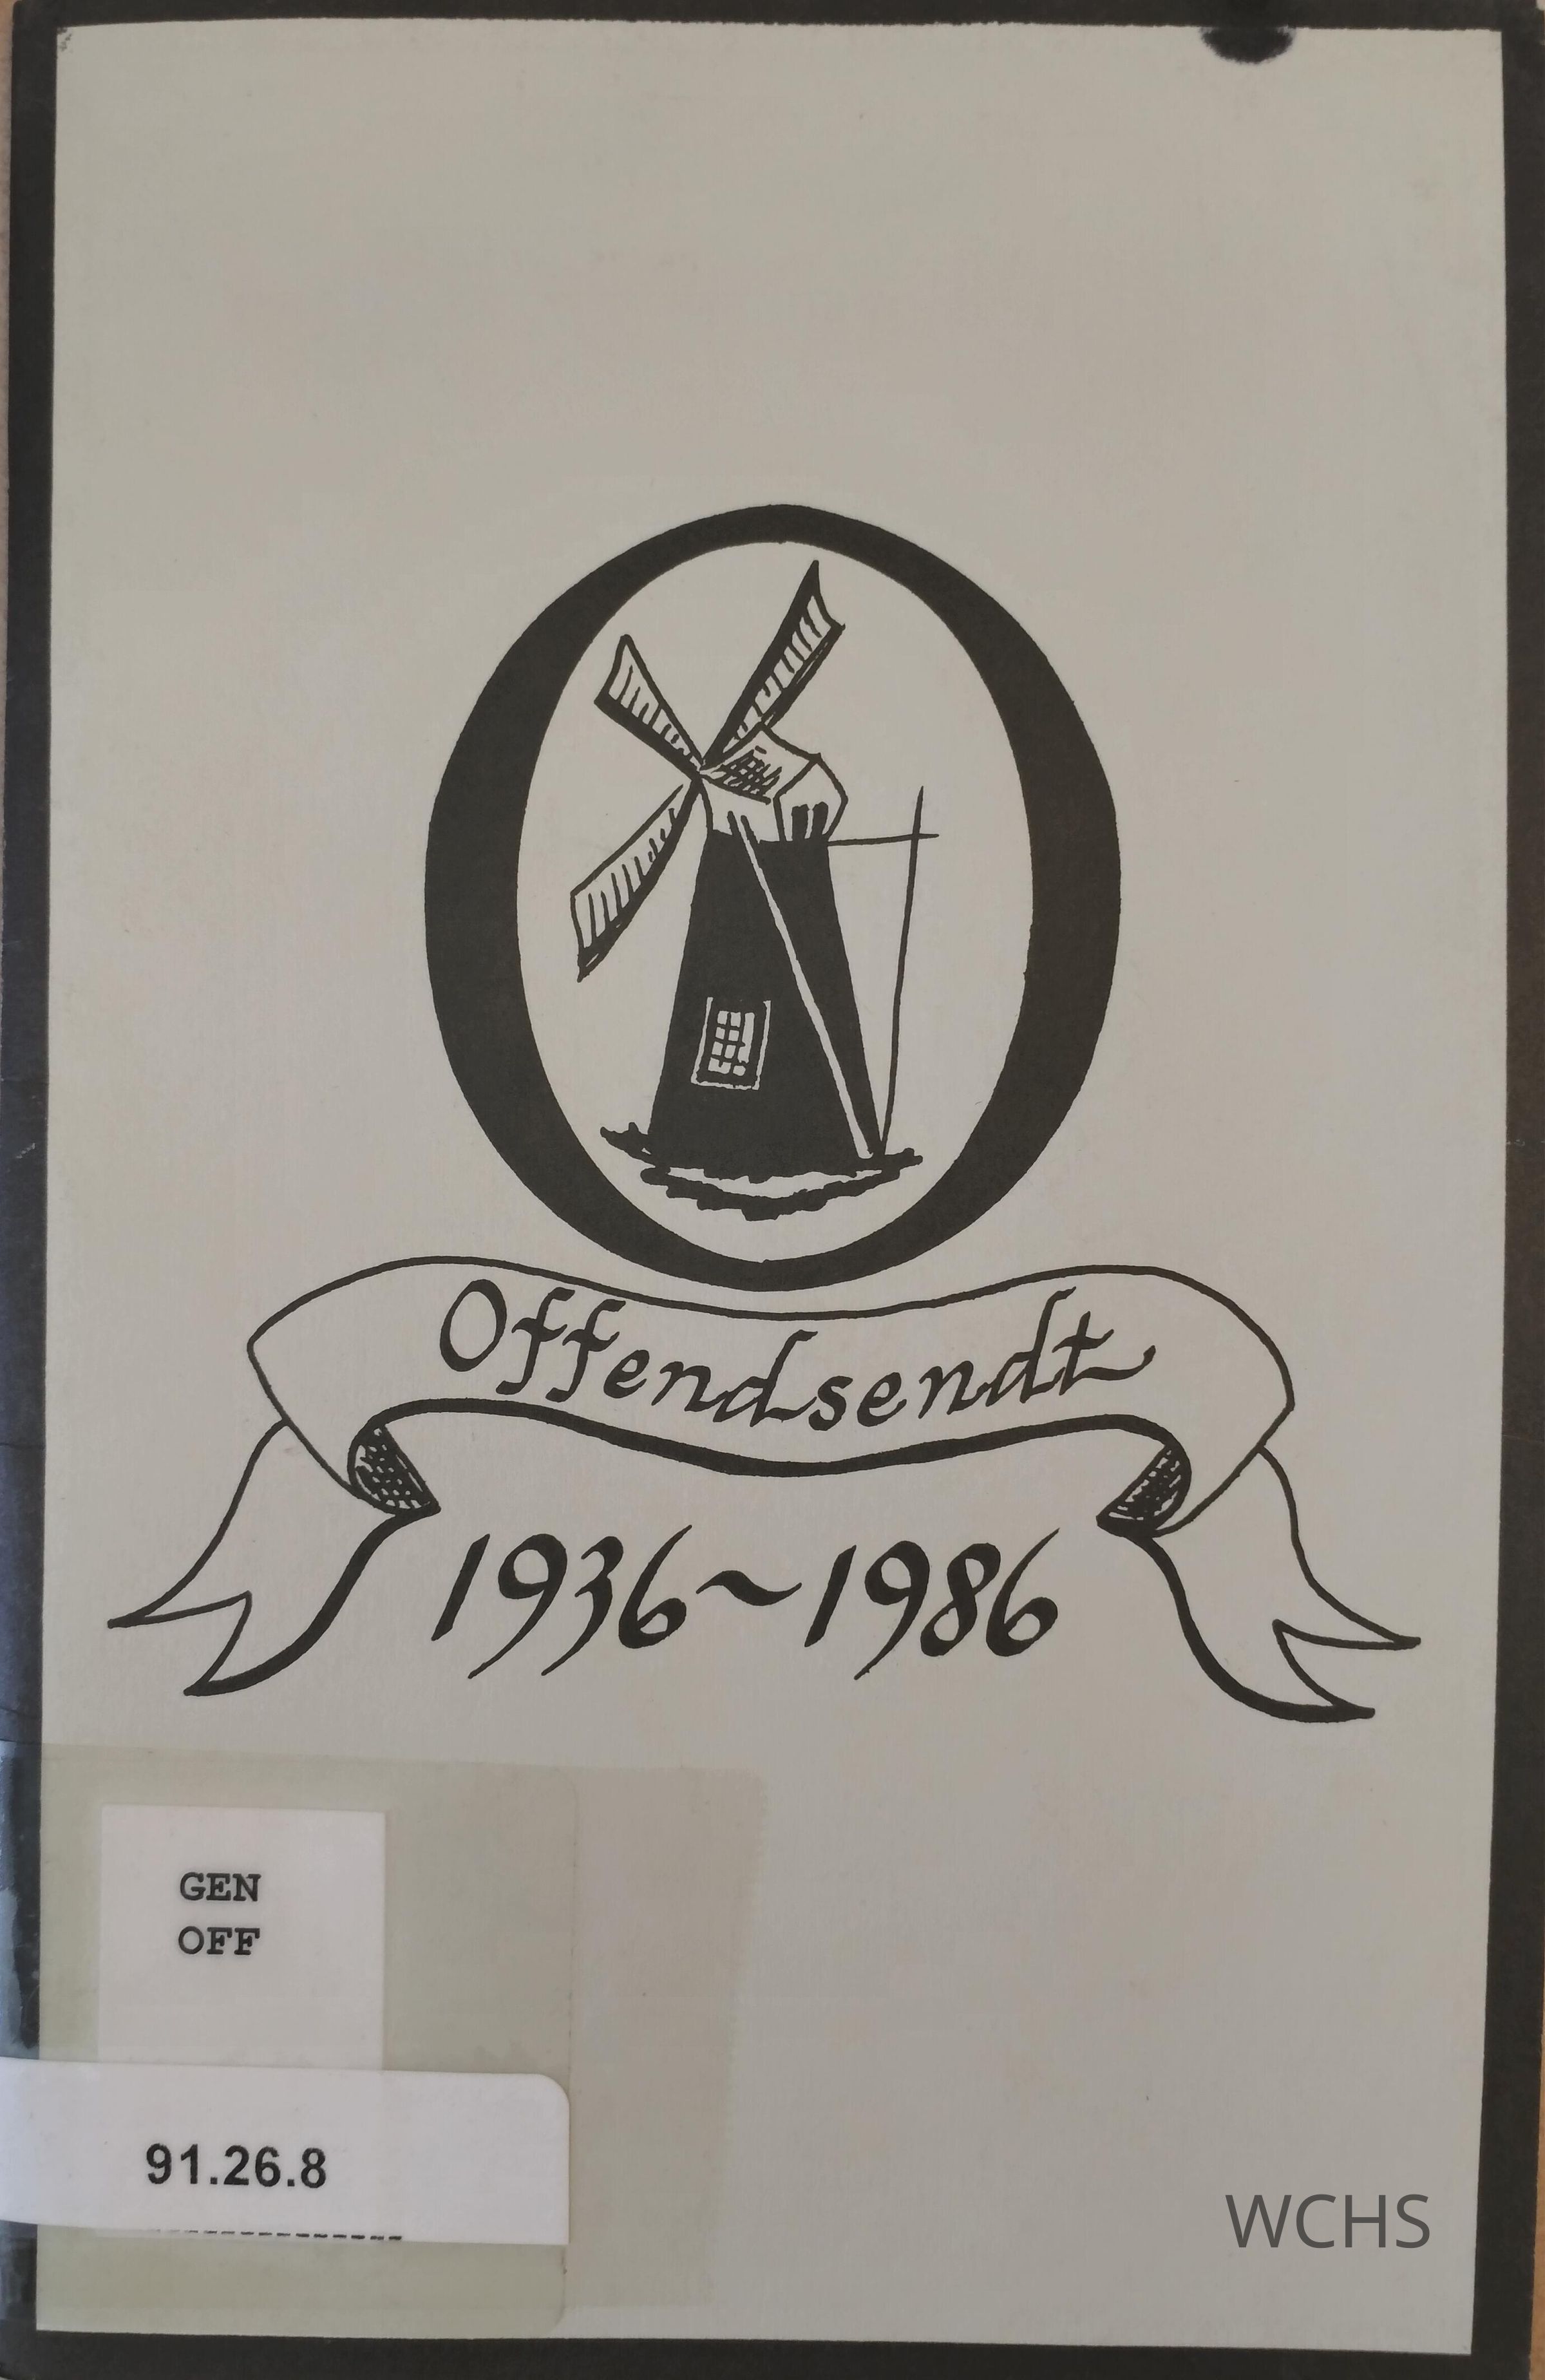 O
Offendsendt
1936~1986
GEN
OFF
91.26.8
WCHS